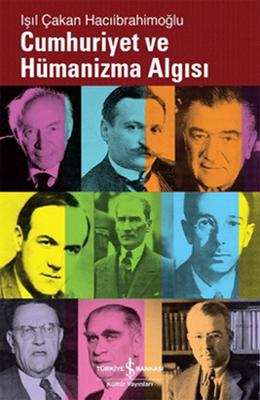 Işıl Çakan Hacıibrahimoğlu
Cumhuriyet ve
Hümanizma Algısı
TÜRKİYE İŞ BANKASI
Kültür Yayınları